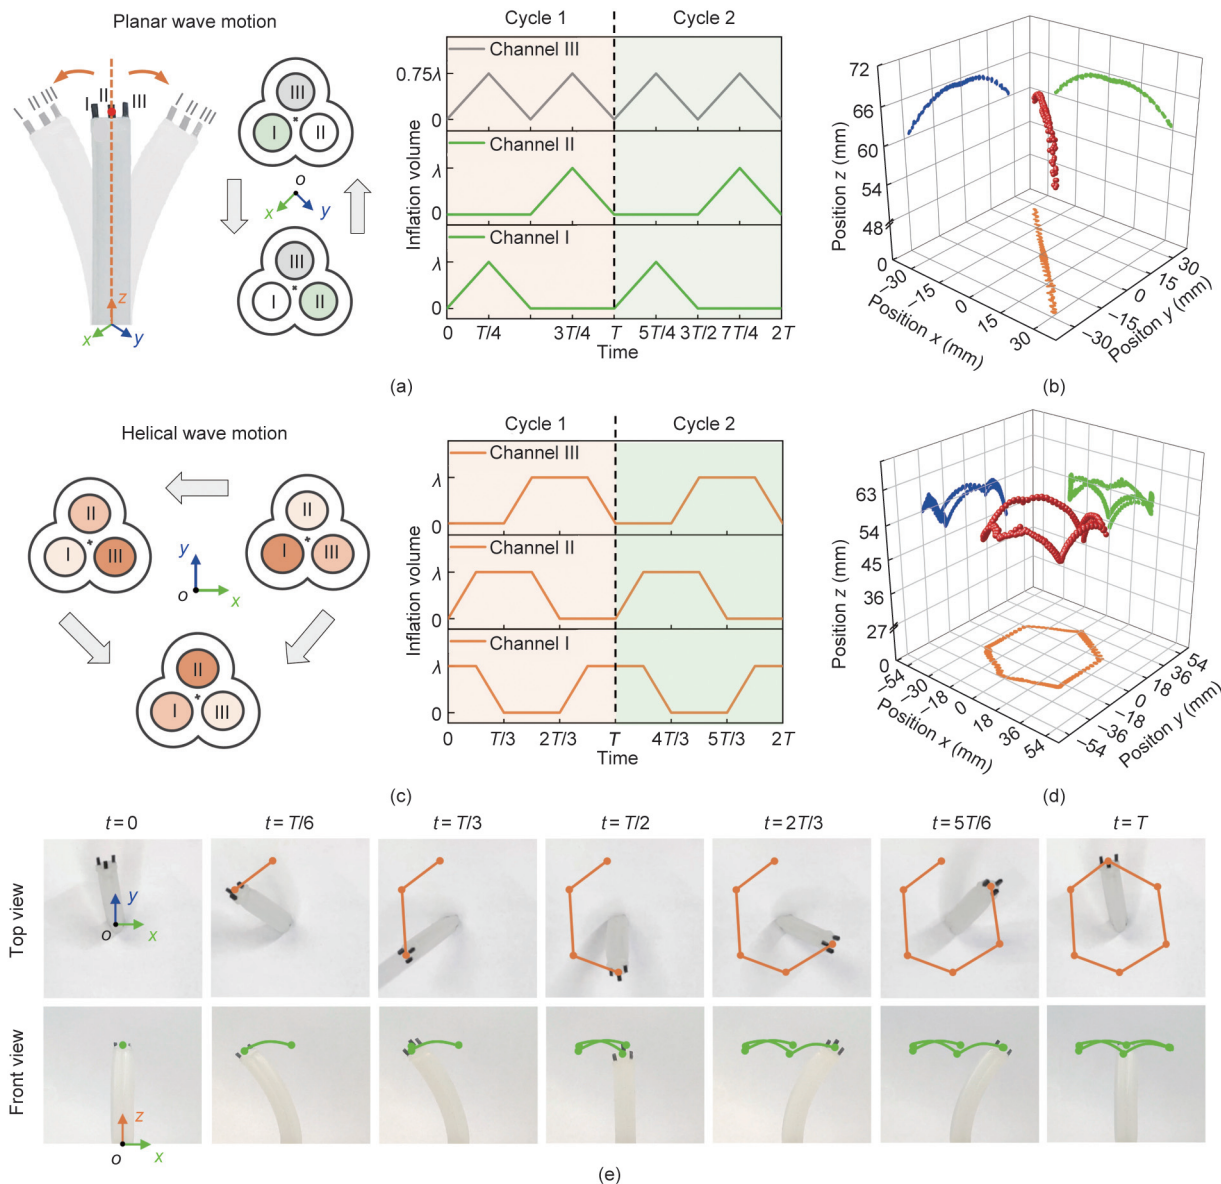 Planar wave motion
I
II
III
I II III
I II III
III
I
II
o
x
y
III
I
II
z
x
y
Cycle 1
Cycle 2
Channel III
0.75λ
0
Channel II
λ
0
Channel I
λ
0
Inflation volume
0 T/4 3T/4 T 5T/4 3T/2 7T/4 2T
Time
(a)
72
66
60
54
48
0
Position z (mm)
−30
−15
0
15
30
Position x (mm)
30
15
0
−15
−30
Positon y (mm)
(b)
Helical wave motion
II
I
III
II
I
III
y
o
x
II
I
III
Cycle 1
Cycle 2
Channel III
λ
0
Channel II
λ
0
Channel I
λ
0
Inflation volume
0 T/3 2T/3 T 4T/3 5T/3 2T
Time
(c)
63
54
45
36
27
0
Position z (mm)
−54
−30
−18
0
18
36
54
Position x (mm)
54
36
18
0
−18
−36
−54
Positon y (mm)
(d)
t = 0
t = T/6
t = T/3
t = T/2
t = 2T/3
t = 5T/6
t = T
Top view
y
o
x
Front view
z
o
x
(e)